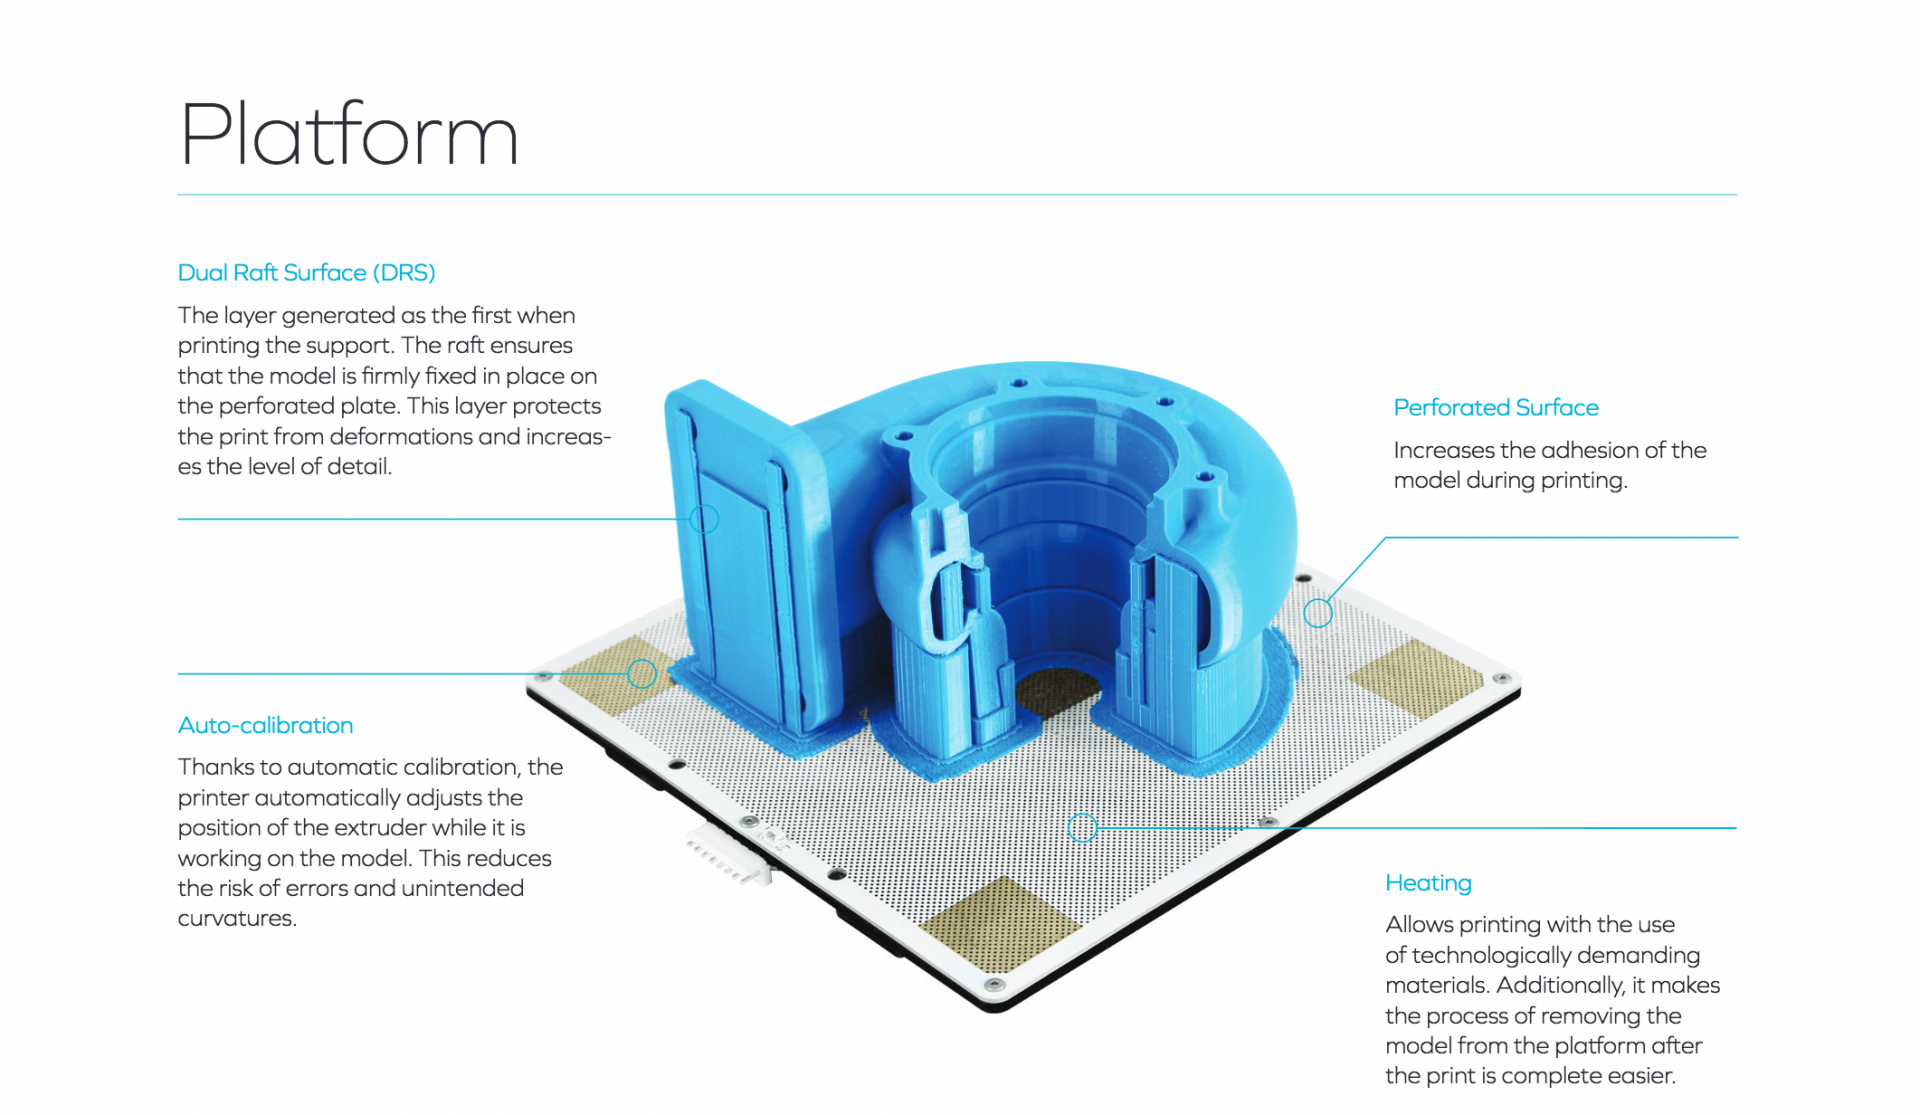 Platform
Dual Raft Surface (DRS)
The layer generated as the first when
printing the support. The raft ensures
that the model is firmly fixed in place on
the perforated plate. This layer protects
the print from deformations and increas-
es the level of detail.
Perforated Surface
Increases the adhesion of the
model during printing.
Auto-calibration
Thanks to automatic calibration, the
printer automatically adjusts the
position of the extruder while it is
working on the model. This reduces
the risk of errors and unintended
curvatures.
Heating
Allows printing with the use
of technologically demanding
materials. Additionally, it makes
the process of removing the
model from the platform after
the print is complete easier.